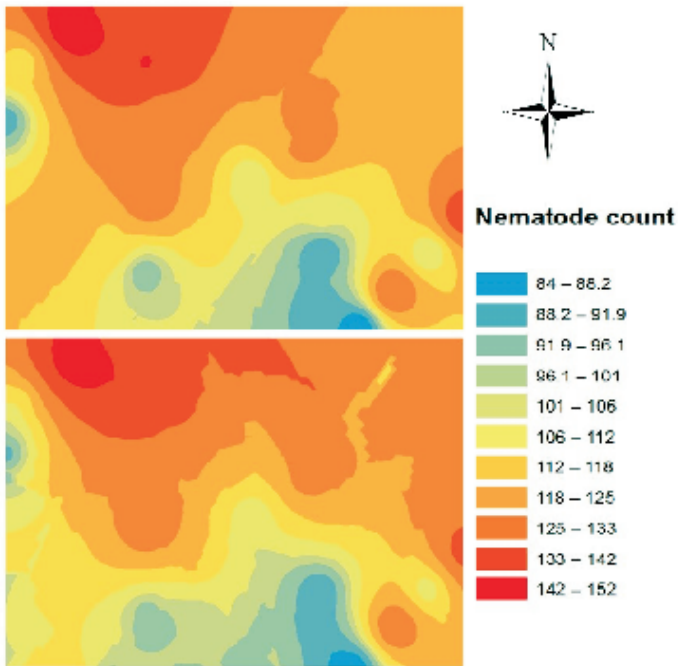 N
Nematode count
84 – 88.2
88.2 – 91.9
91.9 – 96.1
96.1 – 101
101 – 106
106 – 112
112 – 118
118 – 125
125 – 133
133 – 142
142 – 152